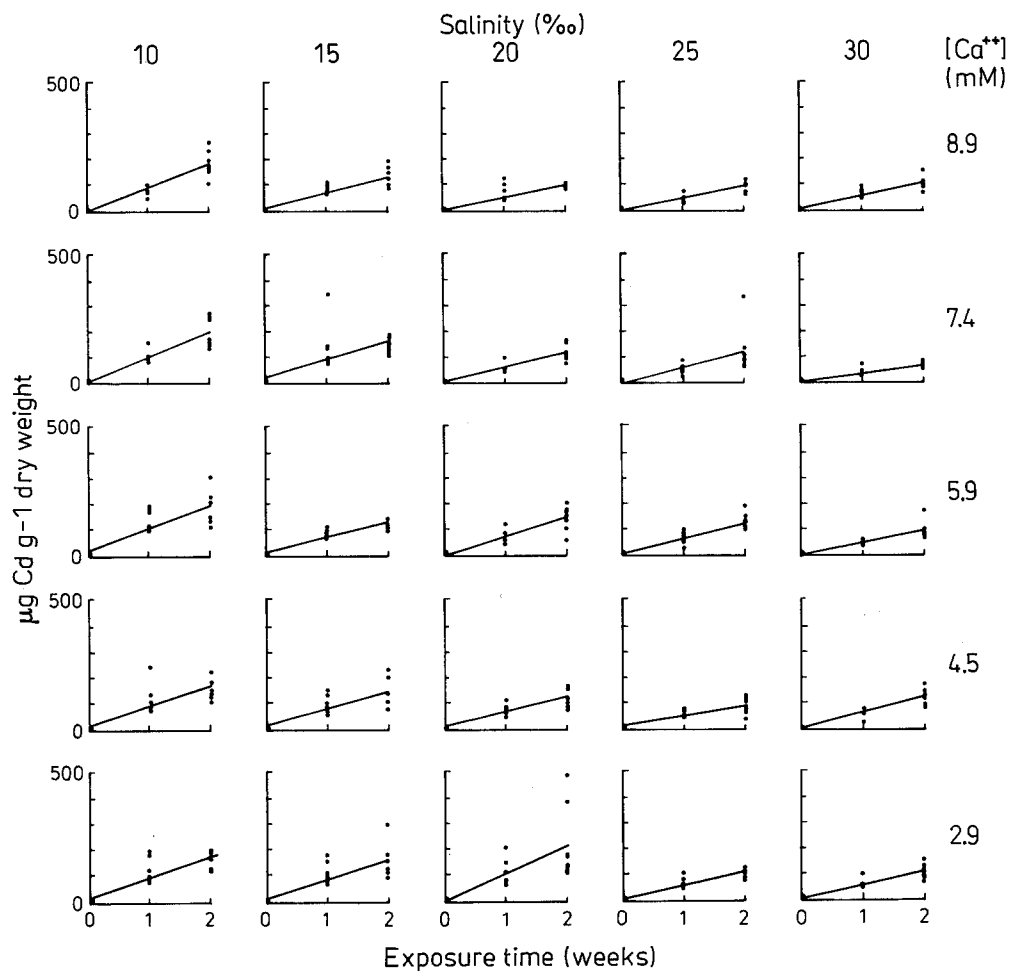 Salinity (‰)
10 15 20 25 30 [Ca⁺⁺]
(mM)
500
0
8.9
500
0
7.4
500
0
5.9
500
0
4.5
500
0
2.9
0 1 2 0 1 2 0 1 2 0 1 2 0 1 2
Exposure time (weeks)
µg Cd g-1 dry weight